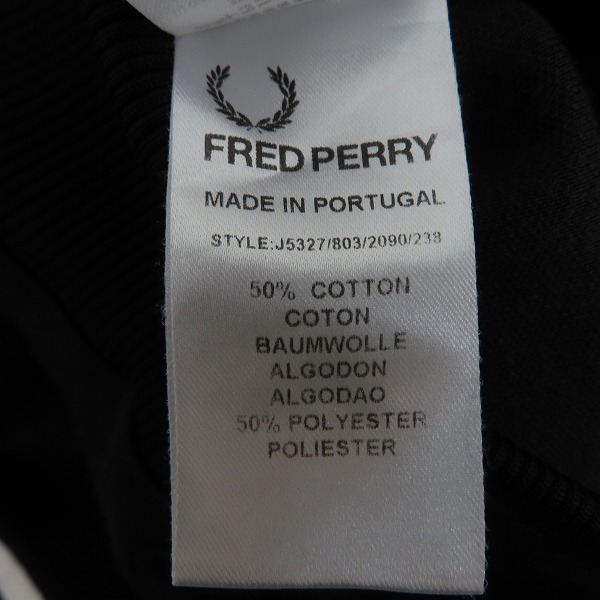 FRED PERRY
MADE IN PORTUGAL
STYLE:J5327/803/2090/238
50% COTTON
COTON
BAUMWOLLE
ALGODON
ALGODAO
50% POLYESTER
POLIESTER